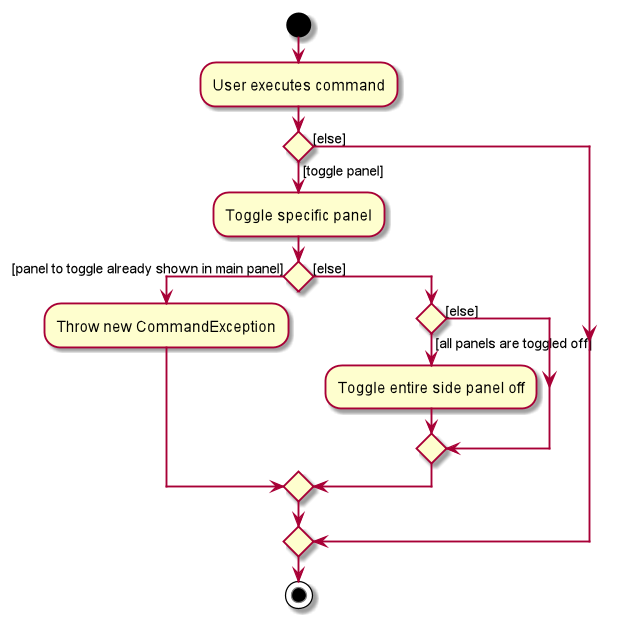 User executes command
[else]
[toggle panel]
Toggle specific panel
[panel to toggle already shown in main panel]
[else]
Throw new CommandException
[else]
[all panels are toggled off]
Toggle entire side panel off